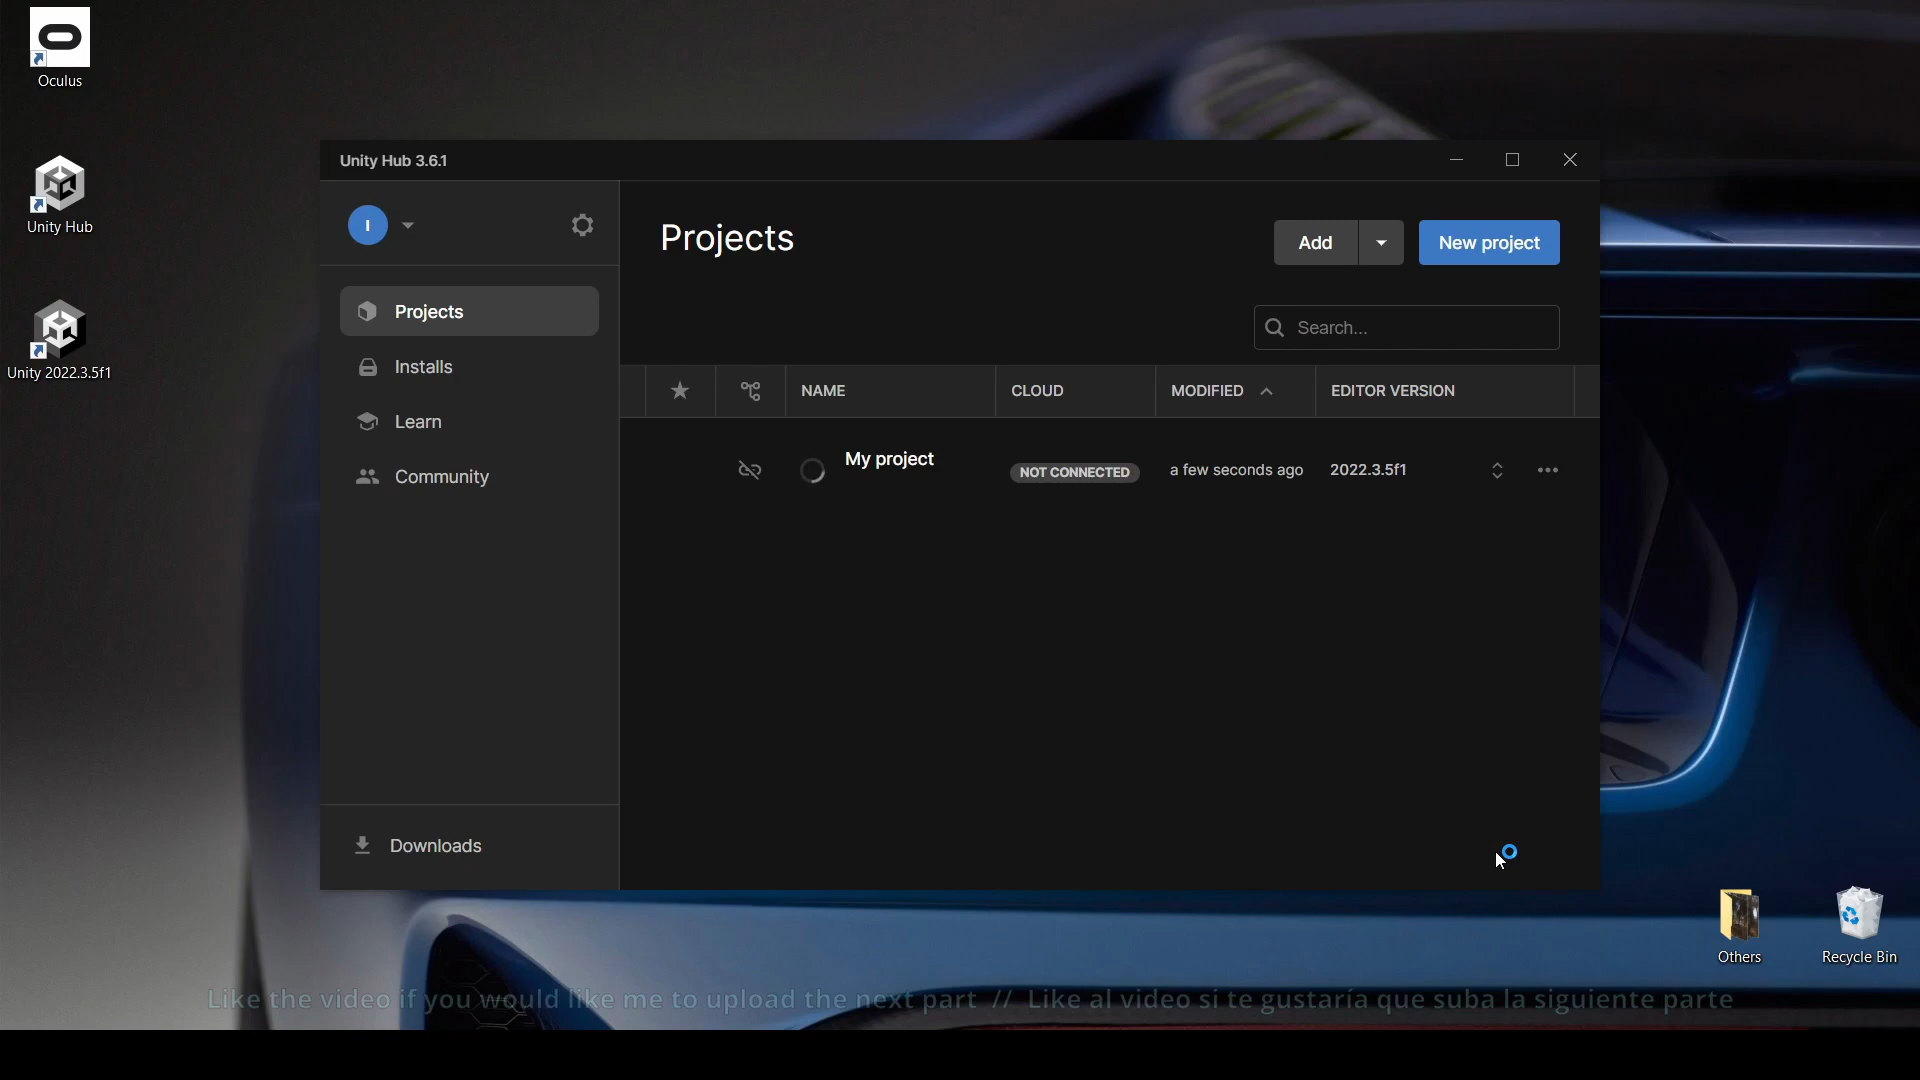 Oculus
Unity Hub
Unity 2022.3.5f1
Unity Hub 3.6.1
I
Projects
Installs
Learn
Community
Downloads
Projects
Add
New project
Search...
NAME CLOUD MODIFIED EDITOR VERSION
My project NOT CONNECTED a few seconds ago 2022.3.5f1
Others
Recycle Bin
Like the video if you would like me to upload the next part // Like al video si te gustaría que suba la siguiente parte